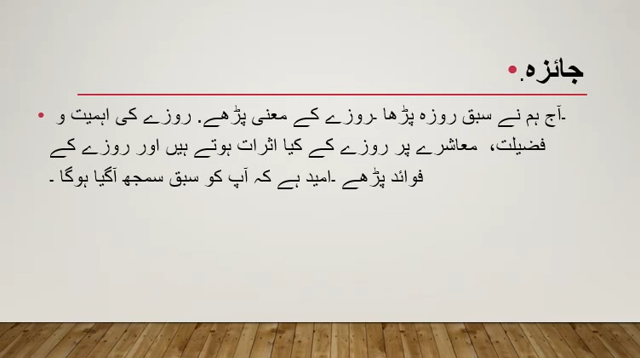 جائزہ.
آج ہم نے سبق روزہ پڑھا ۔روزے کے معنی پڑھے. روزے کی اہمیت و۔
فضیلت، معاشرے پر روزے کے کیا اثرات ہوتے ہیں اور روزے کے
فوائد پڑھے ۔امید ہے کہ آپ کو سبق سمجھ آگیا ہوگا ۔